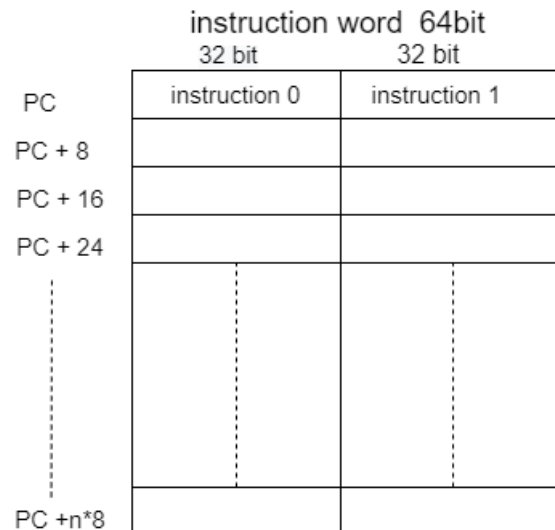 instruction word 64bit
32 bit 32 bit
PC instruction 0 instruction 1
PC + 8
PC + 16
PC + 24
PC +n*8